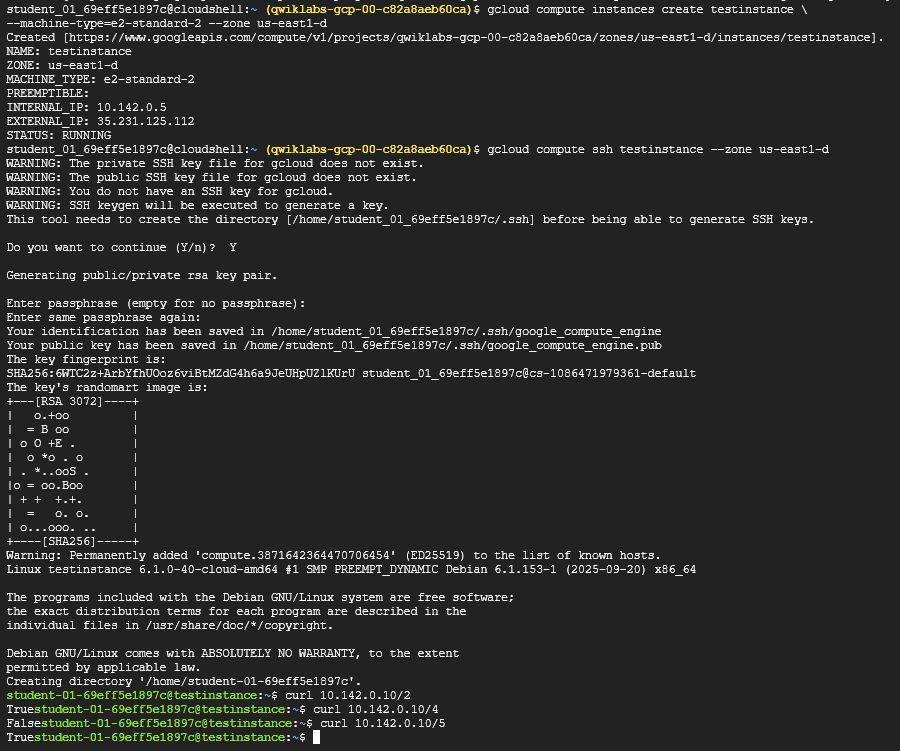 student_01_69eff5e1897c@cloudshell:~ (qwiklabs-gcp-00-c82a8aeb60ca)$ gcloud compute instances create testinstance \
--machine-type=e2-standard-2 --zone us-east1-d
Created [https://www.googleapis.com/compute/v1/projects/qwiklabs-gcp-00-c82a8aeb60ca/zones/us-east1-d/instances/testinstance].
NAME: testinstance
ZONE: us-east1-d
MACHINE_TYPE: e2-standard-2
PREEMPTIBLE:
INTERNAL_IP: 10.142.0.5
EXTERNAL_IP: 35.231.125.112
STATUS: RUNNING
student_01_69eff5e1897c@cloudshell:~ (qwiklabs-gcp-00-c82a8aeb60ca)$ gcloud compute ssh testinstance --zone us-east1-d
WARNING: The private SSH key file for gcloud does not exist.
WARNING: The public SSH key file for gcloud does not exist.
WARNING: You do not have an SSH key for gcloud.
WARNING: SSH keygen will be executed to generate a key.
This tool needs to create the directory [/home/student_01_69eff5e1897c/.ssh] before being able to generate SSH keys.

Do you want to continue (Y/n)?  Y

Generating public/private rsa key pair.

Enter passphrase (empty for no passphrase):
Enter same passphrase again:
Your identification has been saved in /home/student_01_69eff5e1897c/.ssh/google_compute_engine
Your public key has been saved in /home/student_01_69eff5e1897c/.ssh/google_compute_engine.pub
The key fingerprint is:
SHA256:6WTC2z+ArbYfhUOoz6viBtMZdG4h6a9JeUHpUZlKUrU student_01_69eff5e1897c@cs-1086471979361-default
The key's randomart image is:
+---[RSA 3072]----+
|   o.+oo         |
|  = B oo         |
| o O +E .        |
|  o *o . o       |
| . *..ooS .      |
|o = oo.Boo       |
| + +  +.+.       |
|  =   o. o.      |
| o...ooo. ..     |
+----[SHA256]-----+
Warning: Permanently added 'compute.3871642364470706454' (ED25519) to the list of known hosts.
Linux testinstance 6.1.0-40-cloud-amd64 #1 SMP PREEMPT_DYNAMIC Debian 6.1.153-1 (2025-09-20) x86_64

The programs included with the Debian GNU/Linux system are free software;
the exact distribution terms for each program are described in the
individual files in /usr/share/doc/*/copyright.

Debian GNU/Linux comes with ABSOLUTELY NO WARRANTY, to the extent
permitted by applicable law.
Creating directory '/home/student-01-69eff5e1897c'.
student-01-69eff5e1897c@testinstance:~$ curl 10.142.0.10/2
Truestudent-01-69eff5e1897c@testinstance:~$ curl 10.142.0.10/4
Falsestudent-01-69eff5e1897c@testinstance:~$ curl 10.142.0.10/5
Truestudent-01-69eff5e1897c@testinstance:~$